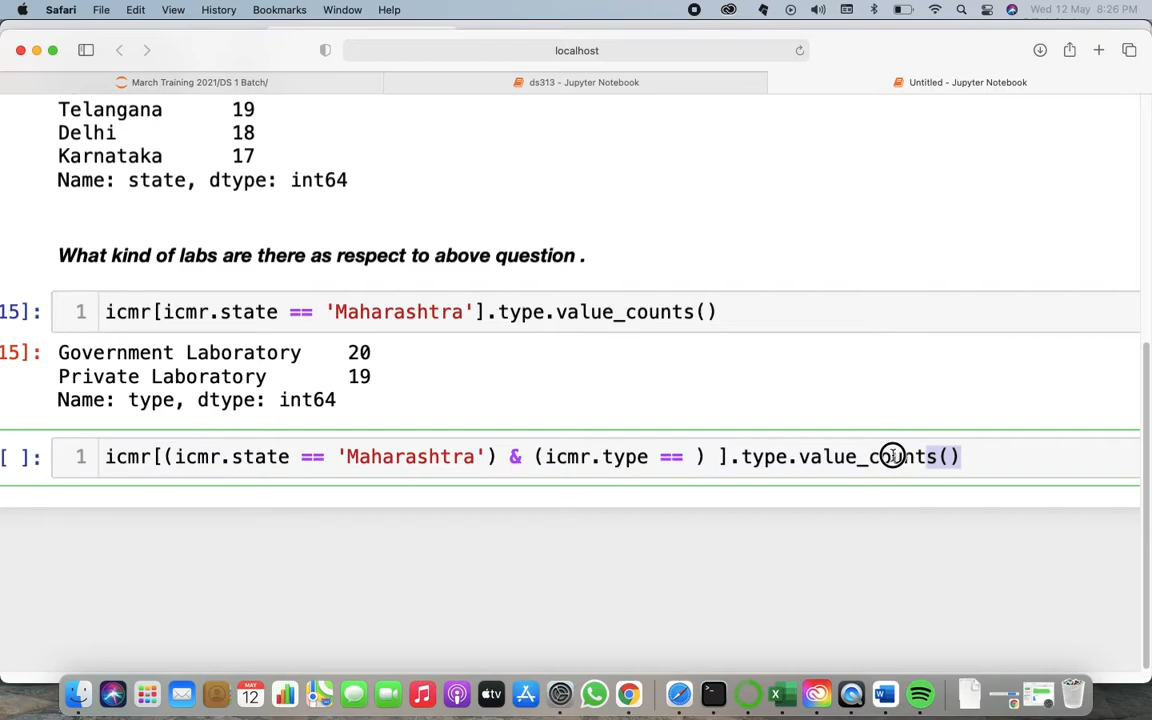 Safari File Edit View History Bookmarks Window Help Wed 12 May 8:26 PM
localhost
March Training 2021/DS 1 Batch/ ds313 - Jupyter Notebook Untitled - Jupyter Notebook
Telangana 19
Delhi 18
Karnataka 17
Name: state, dtype: int64
What kind of labs are there as respect to above question .
15]: 1 icmr[icmr.state == 'Maharashtra'].type.value_counts()
15]: Government Laboratory 20
Private Laboratory 19
Name: type, dtype: int64
[ ]: 1 icmr[(icmr.state == 'Maharashtra') & (icmr.type == ) ].type.value_counts()
MAY
12
tv